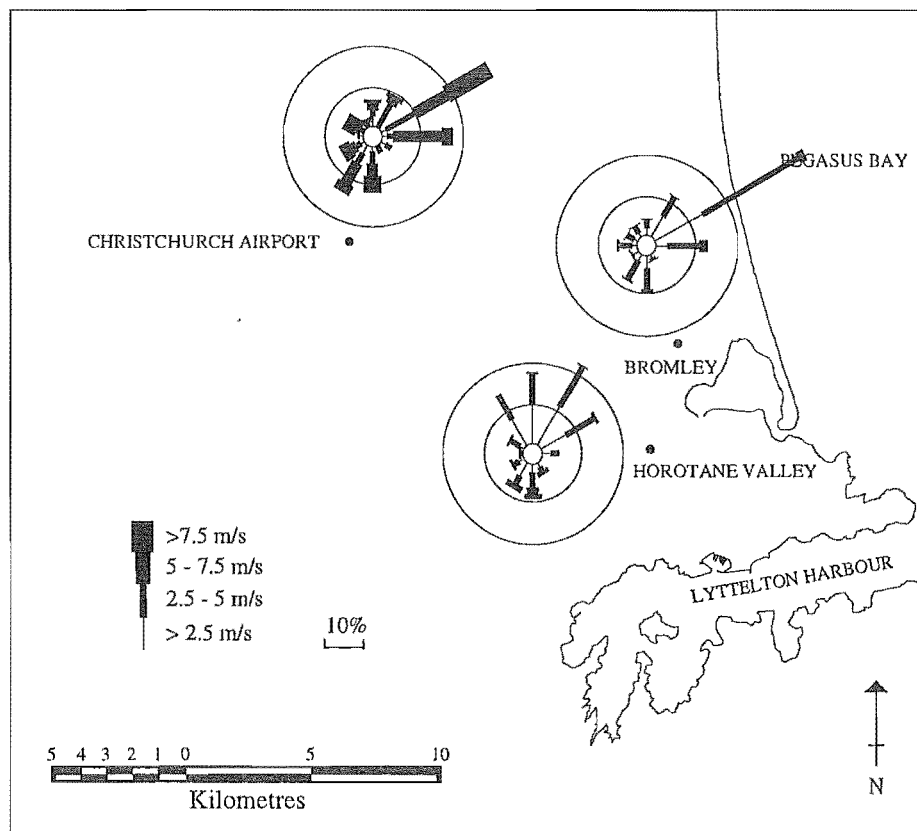 PEGASUS BAY
CHRISTCHURCH AIRPORT
BROMLEY
HOROTANE VALLEY
>7.5 m/s
5 - 7.5 m/s
2.5 - 5 m/s
> 2.5 m/s
10%
LYTTELTON HARBOUR
5 4 3 2 1 0 5 10
Kilometres
N